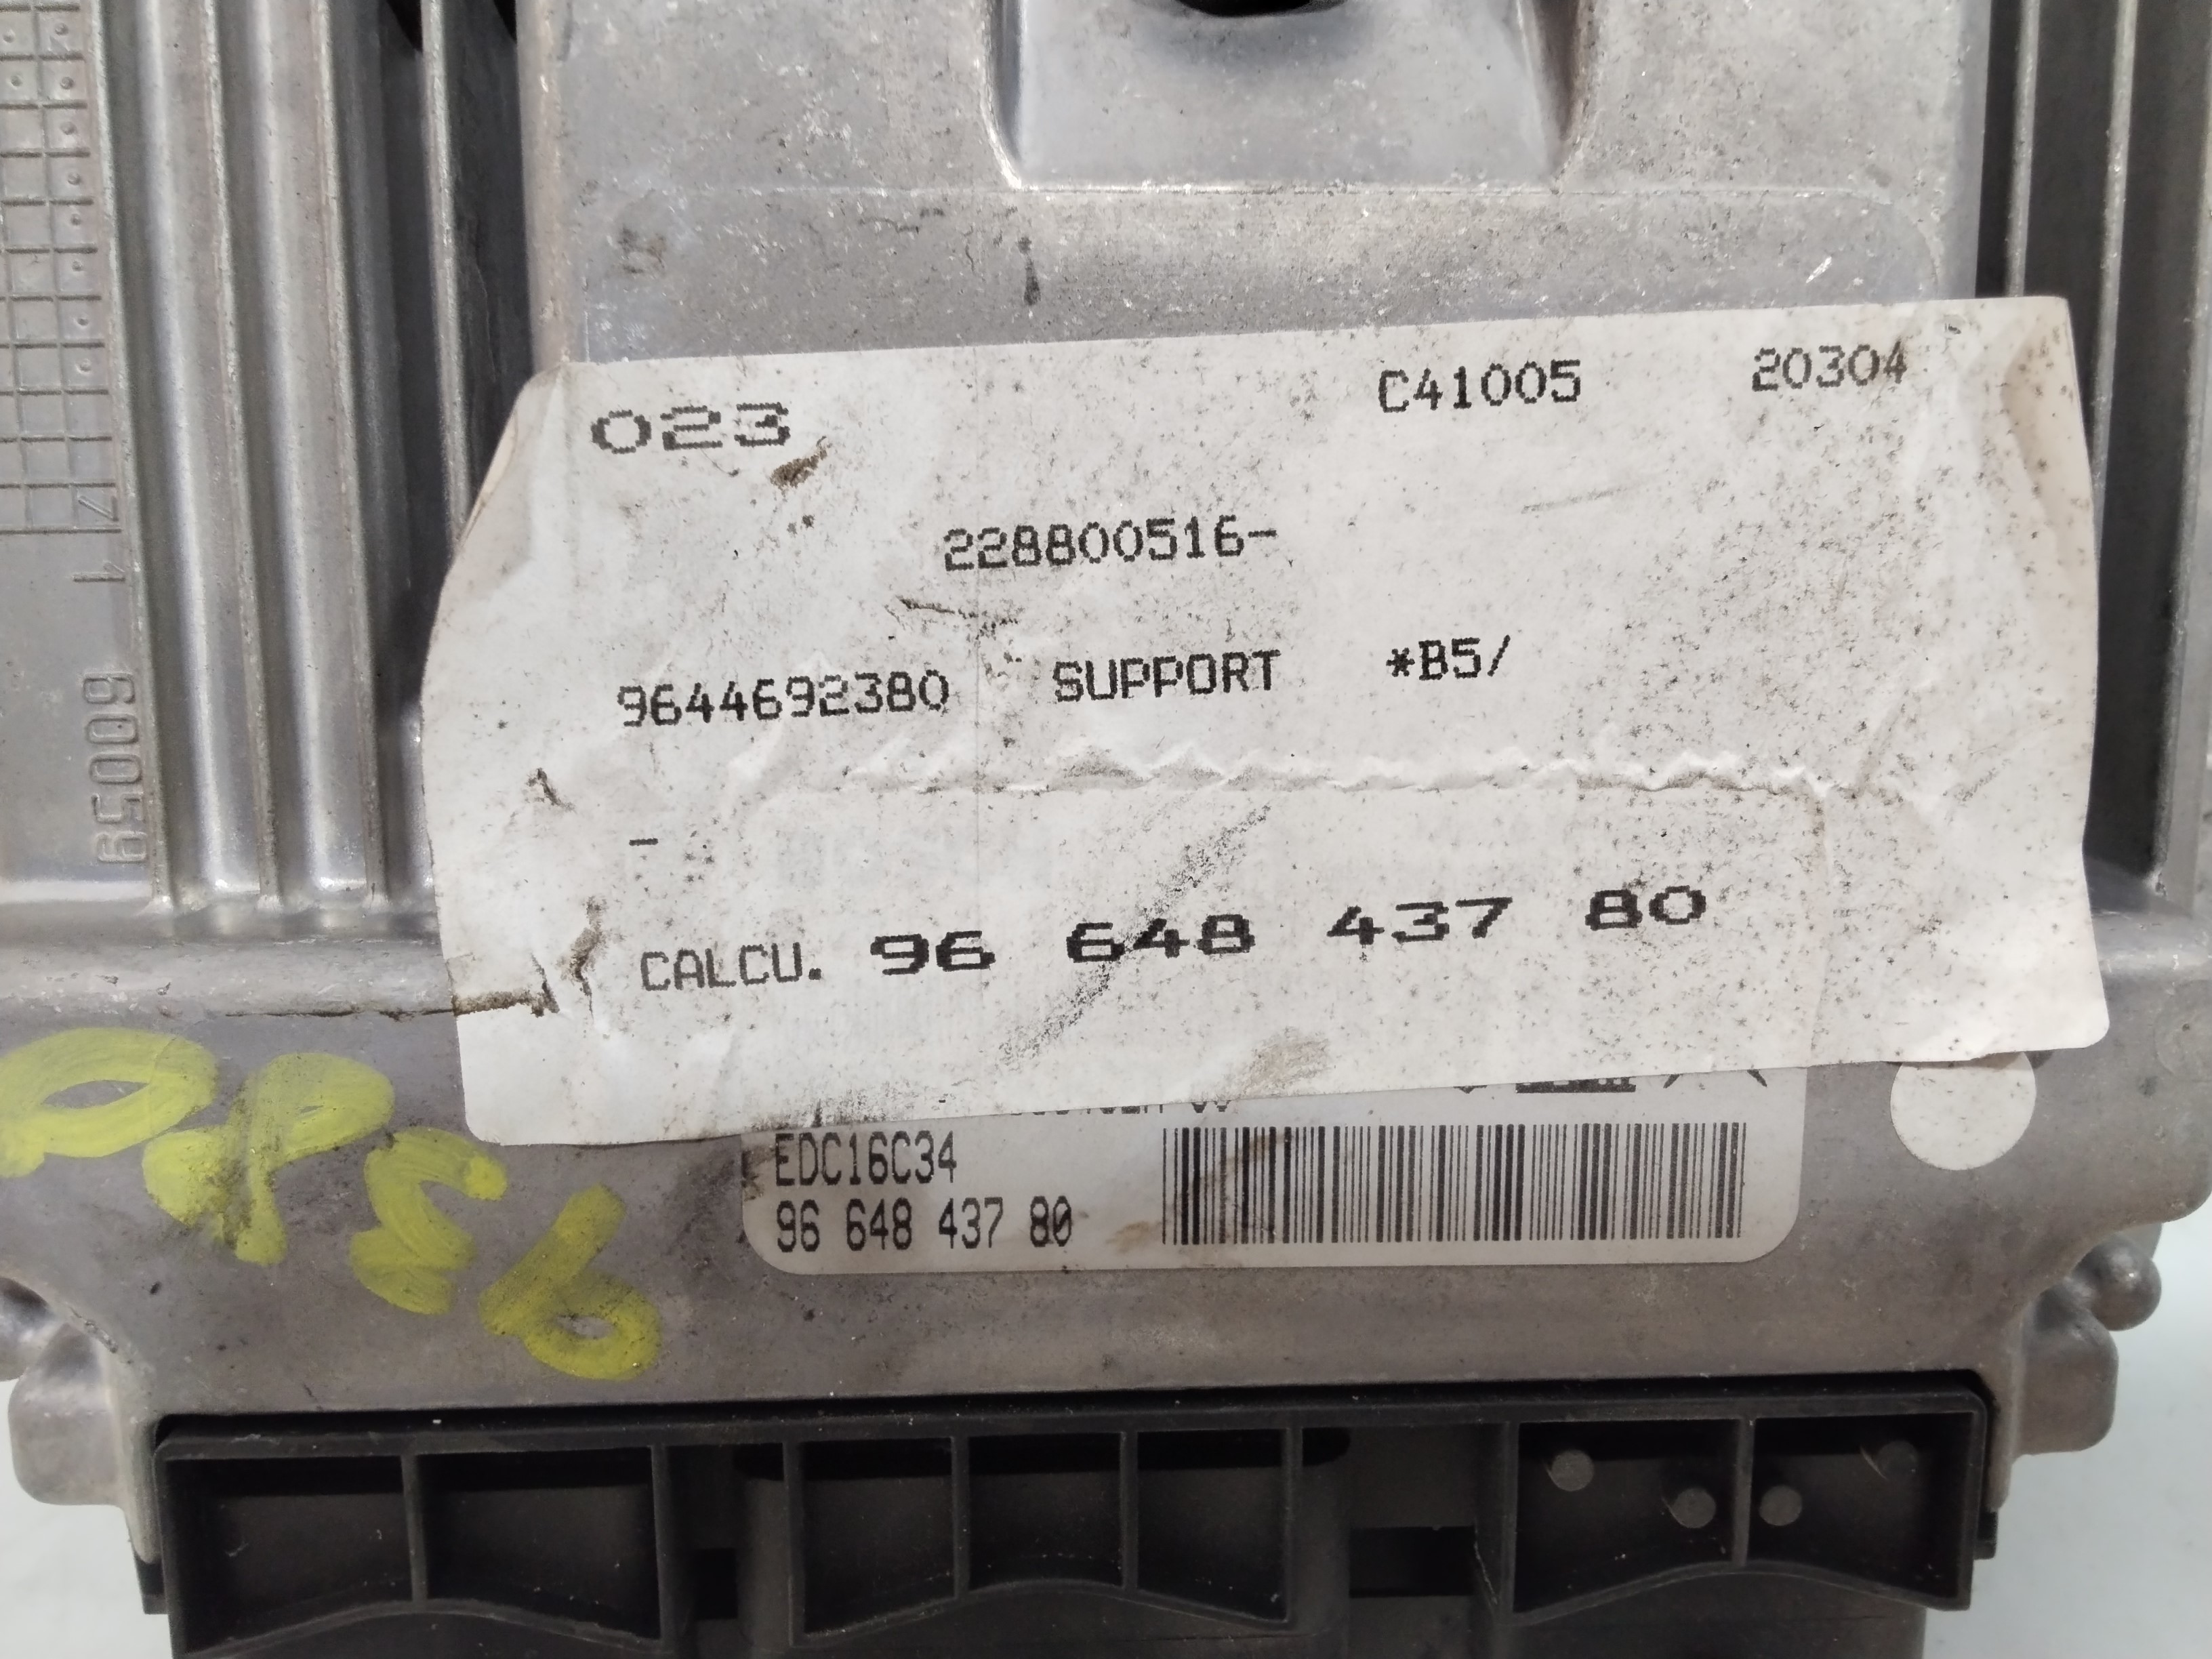 023 C41005 20304
228800516-
9644692380 SUPPORT *B5/
-
CALCU. 96 648 437 80
EDC16C34
96 648 437 80